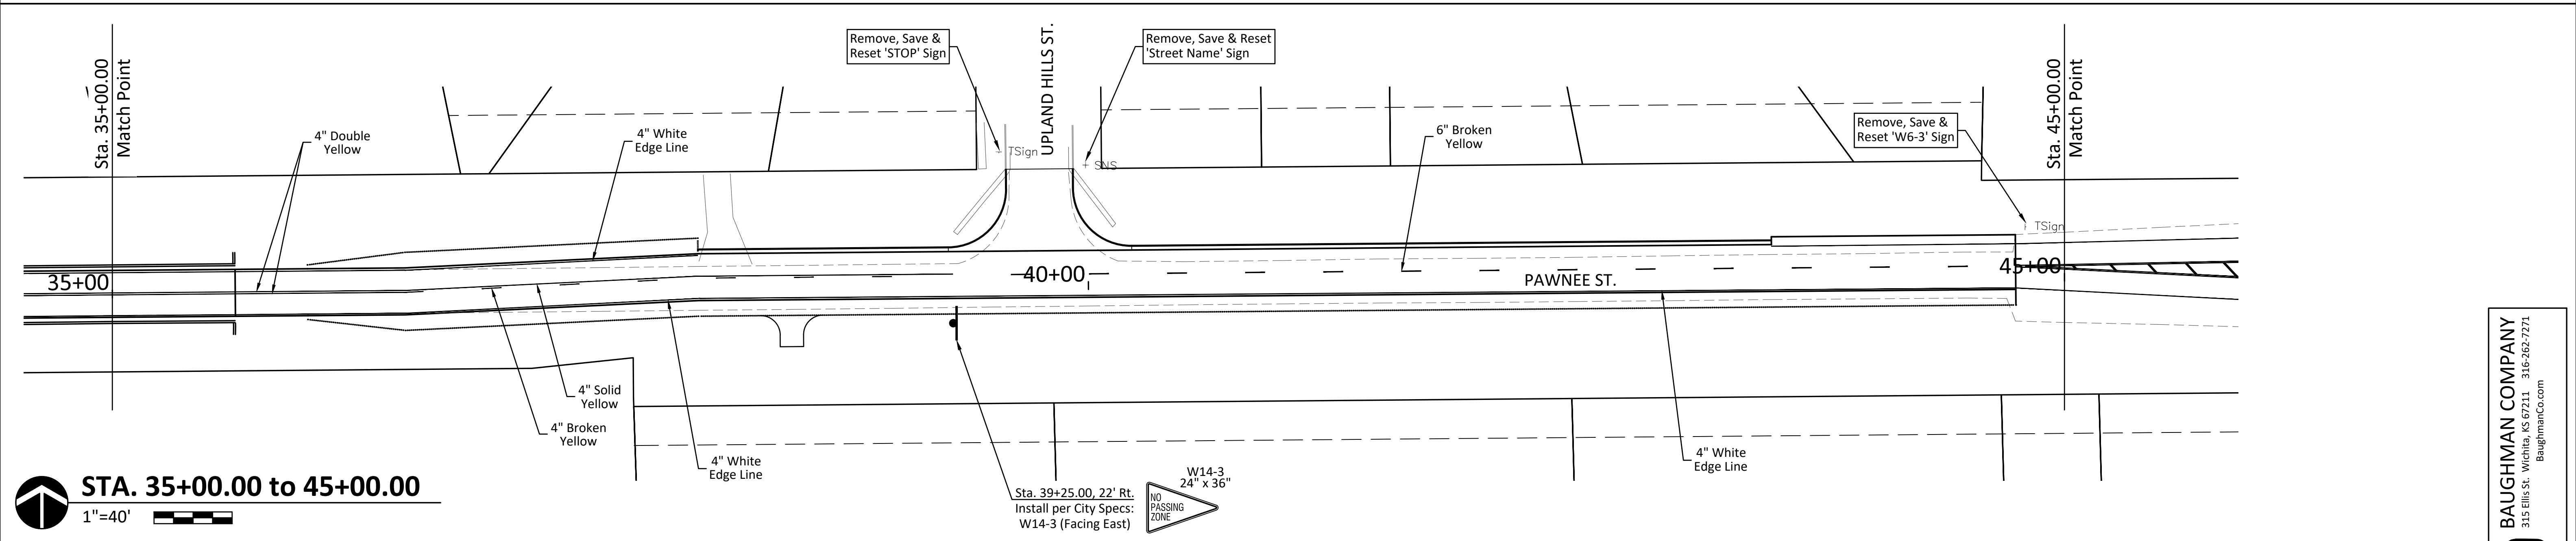 Sta. 35+00.00
Match Point
4" Double
Yellow
4" White
Edge Line
Remove, Save &
Reset 'STOP' Sign
UPLAND HILLS ST.
Remove, Save & Reset
'Street Name' Sign
TSign
SNS
6" Broken
Yellow
Remove, Save &
Reset 'W6-3' Sign
Sta. 45+00.00
Match Point
TSign
35+00
40+00
PAWNEE ST.
45+00
4" Solid
Yellow
4" Broken
Yellow
4" White
Edge Line
4" White
Edge Line
Sta. 39+25.00, 22' Rt.
Install per City Specs:
W14-3 (Facing East)
W14-3
24" x 36"
NO
PASSING
ZONE
STA. 35+00.00 to 45+00.00
1"=40'
BAUGHMAN COMPANY
315 Ellis St. Wichita, KS 67211 316-262-7271
BaughmanCo.com